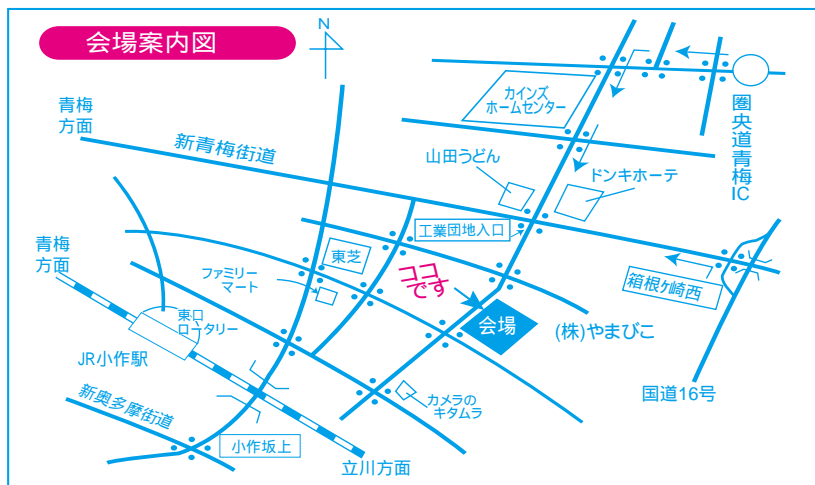 会場案内図
N
青梅
方面
新青梅街道
カインズ
ホームセンター
圏央道青梅IC
山田うどん
ドンキホーテ
工業団地入口
青梅
方面
東芝
ファミリー
マート
ココ
です
箱根ケ崎西
会場
(株)やまびこ
東口
ロータリー
JR小作駅
カメラの
キタムラ
国道16号
新奥多摩街道
小作坂上
立川方面